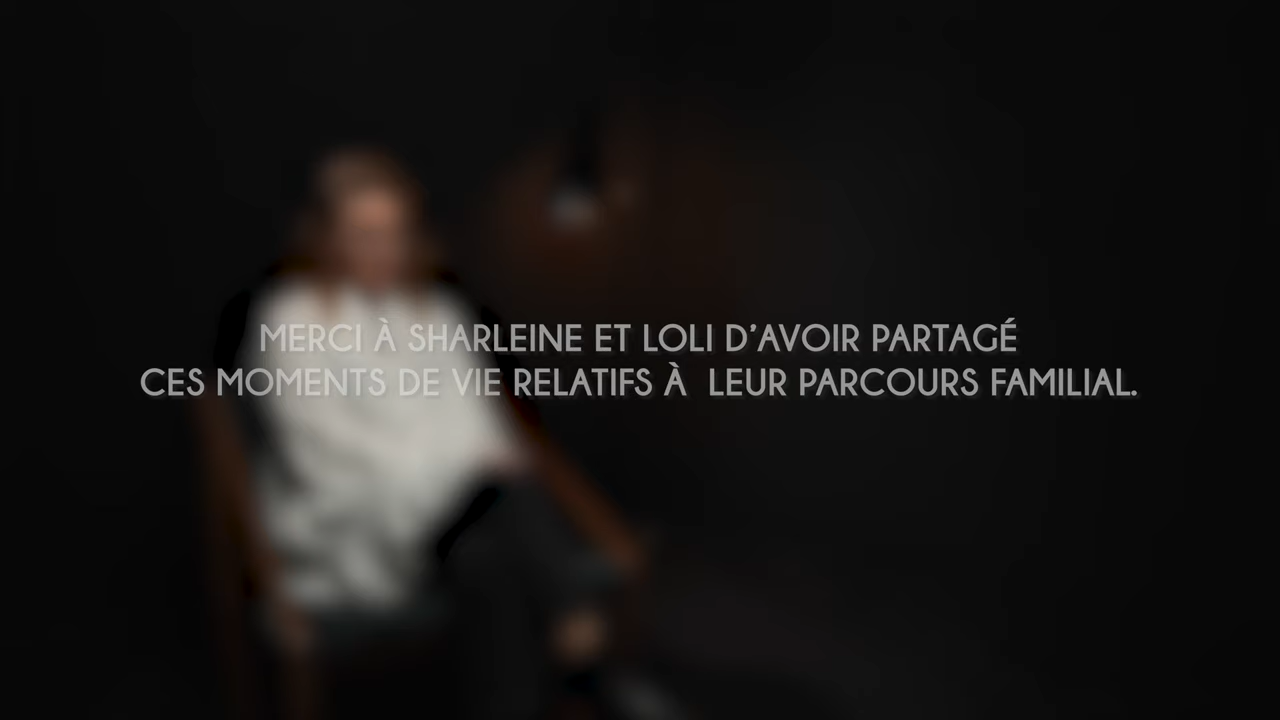 MERCI À SHARLEINE ET LOLI D'AVOIR PARTAGÉ
CES MOMENTS DE VIE RELATIFS À  LEUR PARCOURS FAMILIAL.